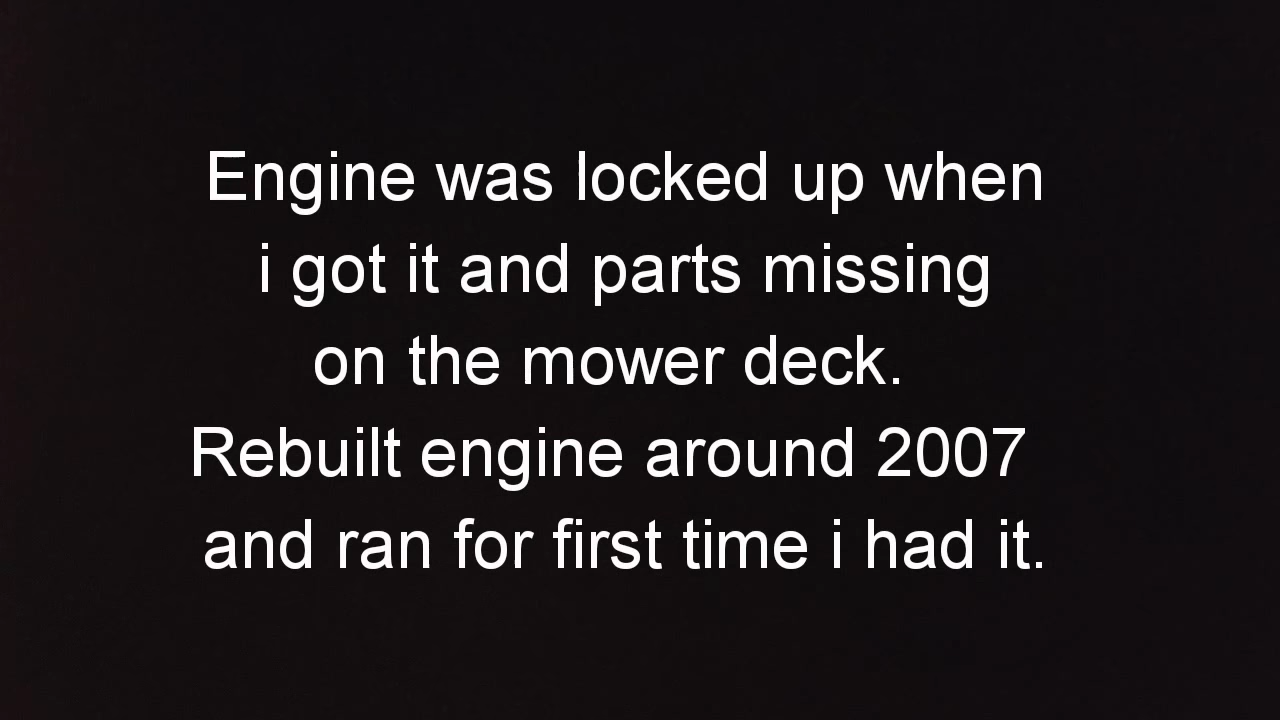 Engine was locked up when
i got it and parts missing
on the mower deck.
Rebuilt engine around 2007
and ran for first time i had it.